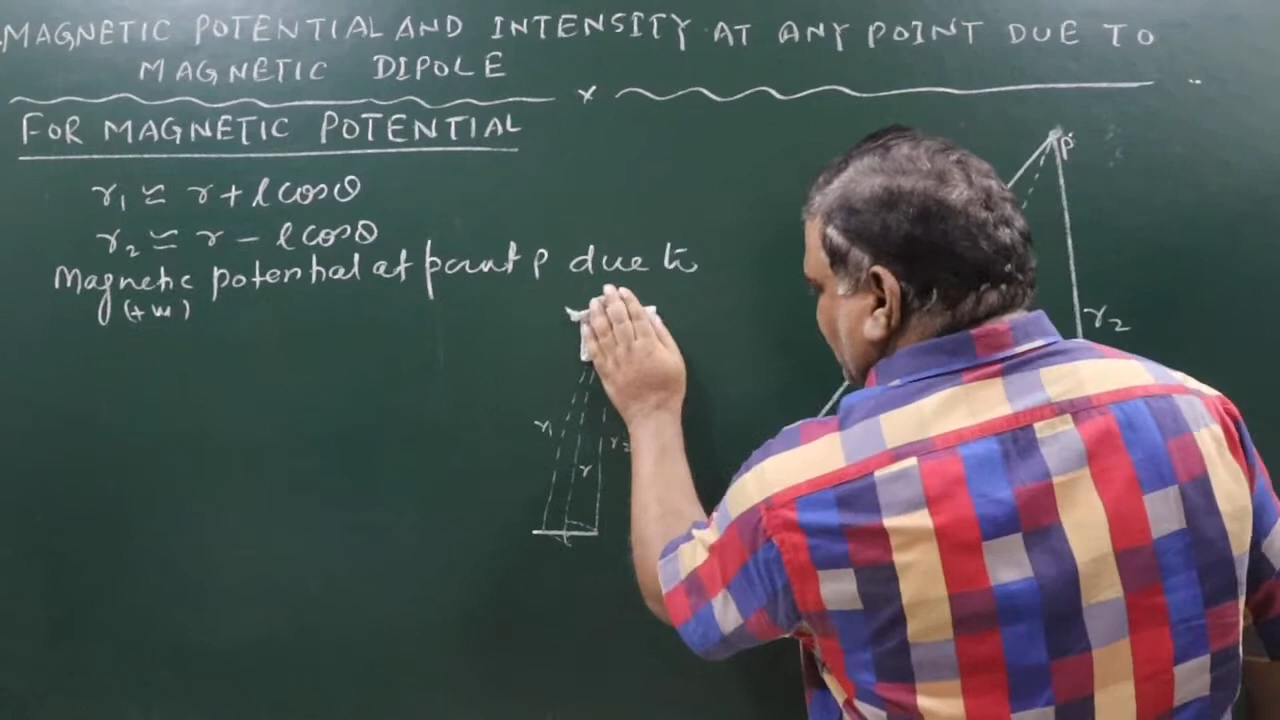 MAGNETIC POTENTIAL AND INTENSITY AT ANY POINT DUE TO
MAGNETIC DIPOLE
x
FOR MAGNETIC POTENTIAL
r₁ ≃ r + l cosθ
r₂ ≃ r - l cosθ
Magnetic potential at point P due to
(+m)
P
r₂
r₁
r₂
r